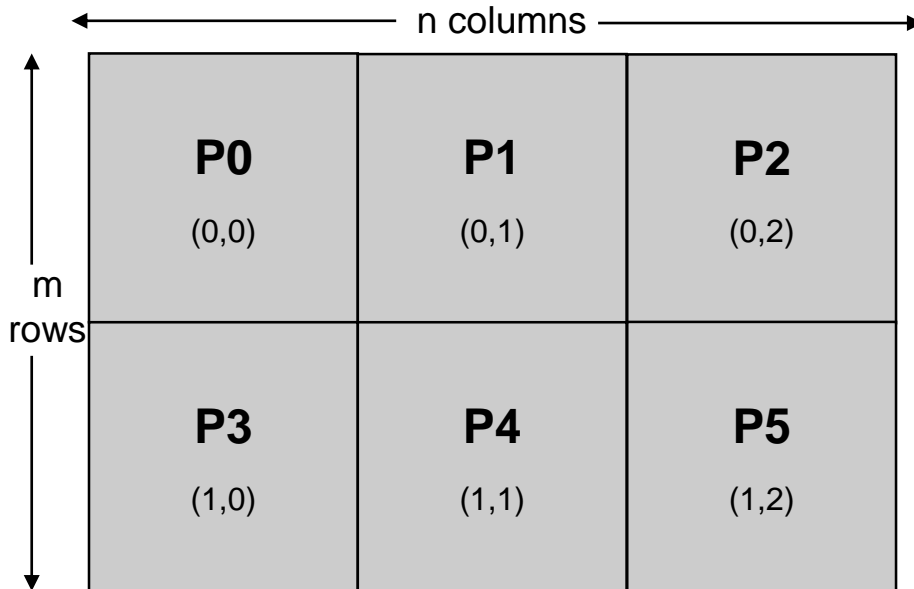 n columns
P0 P1 P2
(0,0) (0,1) (0,2)
m
rows
P3 P4 P5
(1,0) (1,1) (1,2)